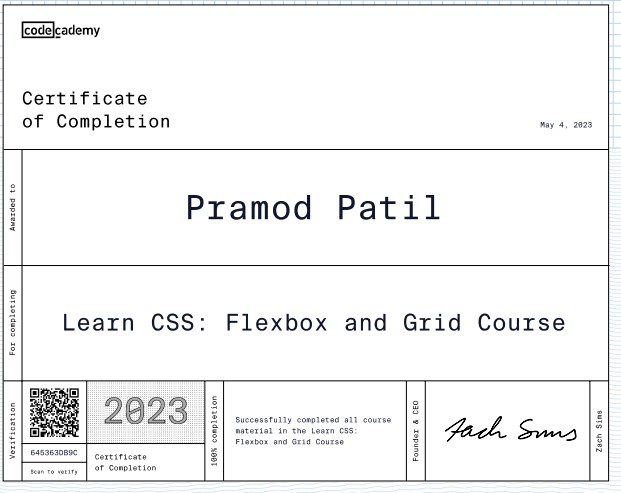 codecademy
Certificate
of Completion
May 4, 2023
Awarded to
Pramod Patil
For completing
Learn CSS: Flexbox and Grid Course
Verification
645363DB9C
Scan to verify
2023
Certificate
of Completion
100% completion
Successfully completed all course
material in the Learn CSS:
Flexbox and Grid Course
Founder & CEO
Zach Sims
Zach Sims